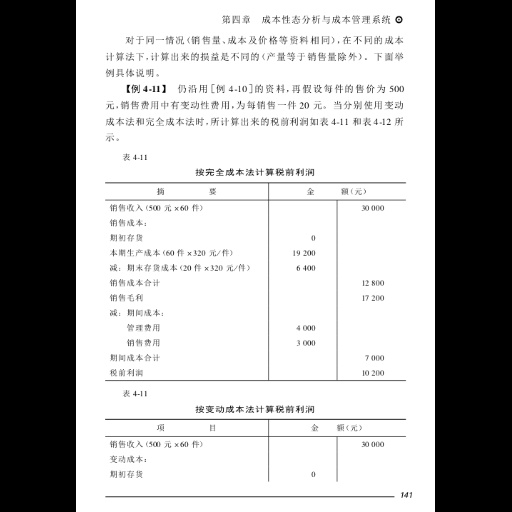 第四章 成本性态分析与成本管理系统
对于同一情况(销售量、成本及价格等资料相同),在不同的成本
计算法下,计算出来的损益是不同的(产量等于销售量除外)。下面举
例具体说明。
【例 4-11】 仍沿用[例 4-10]的资料,再假设每件的售价为 500
元,销售费用中有变动性费用,为每销售一件 20 元。当分别使用变动
成本法和完全成本法时,所计算出来的税前利润如表 4-11 和表 4-12 所
示。
表 4-11
按完全成本法计算税前利润
摘 要 金 额(元)
销售收入(500 元×60 件) 30 000
销售成本:
期初存货 0
本期生产成本(60 件×320 元/件) 19 200
减:期末存货成本(20 件×320 元/件) 6 400
销售成本合计 12 800
销售毛利 17 200
减:期间成本:
管理费用 4 000
销售费用 3 000
期间成本合计 7 000
税前利润 10 200
表 4-11
按变动成本法计算税前利润
项 目 金 额(元)
销售收入(500 元×60 件) 30 000
变动成本:
期初存货 0
141